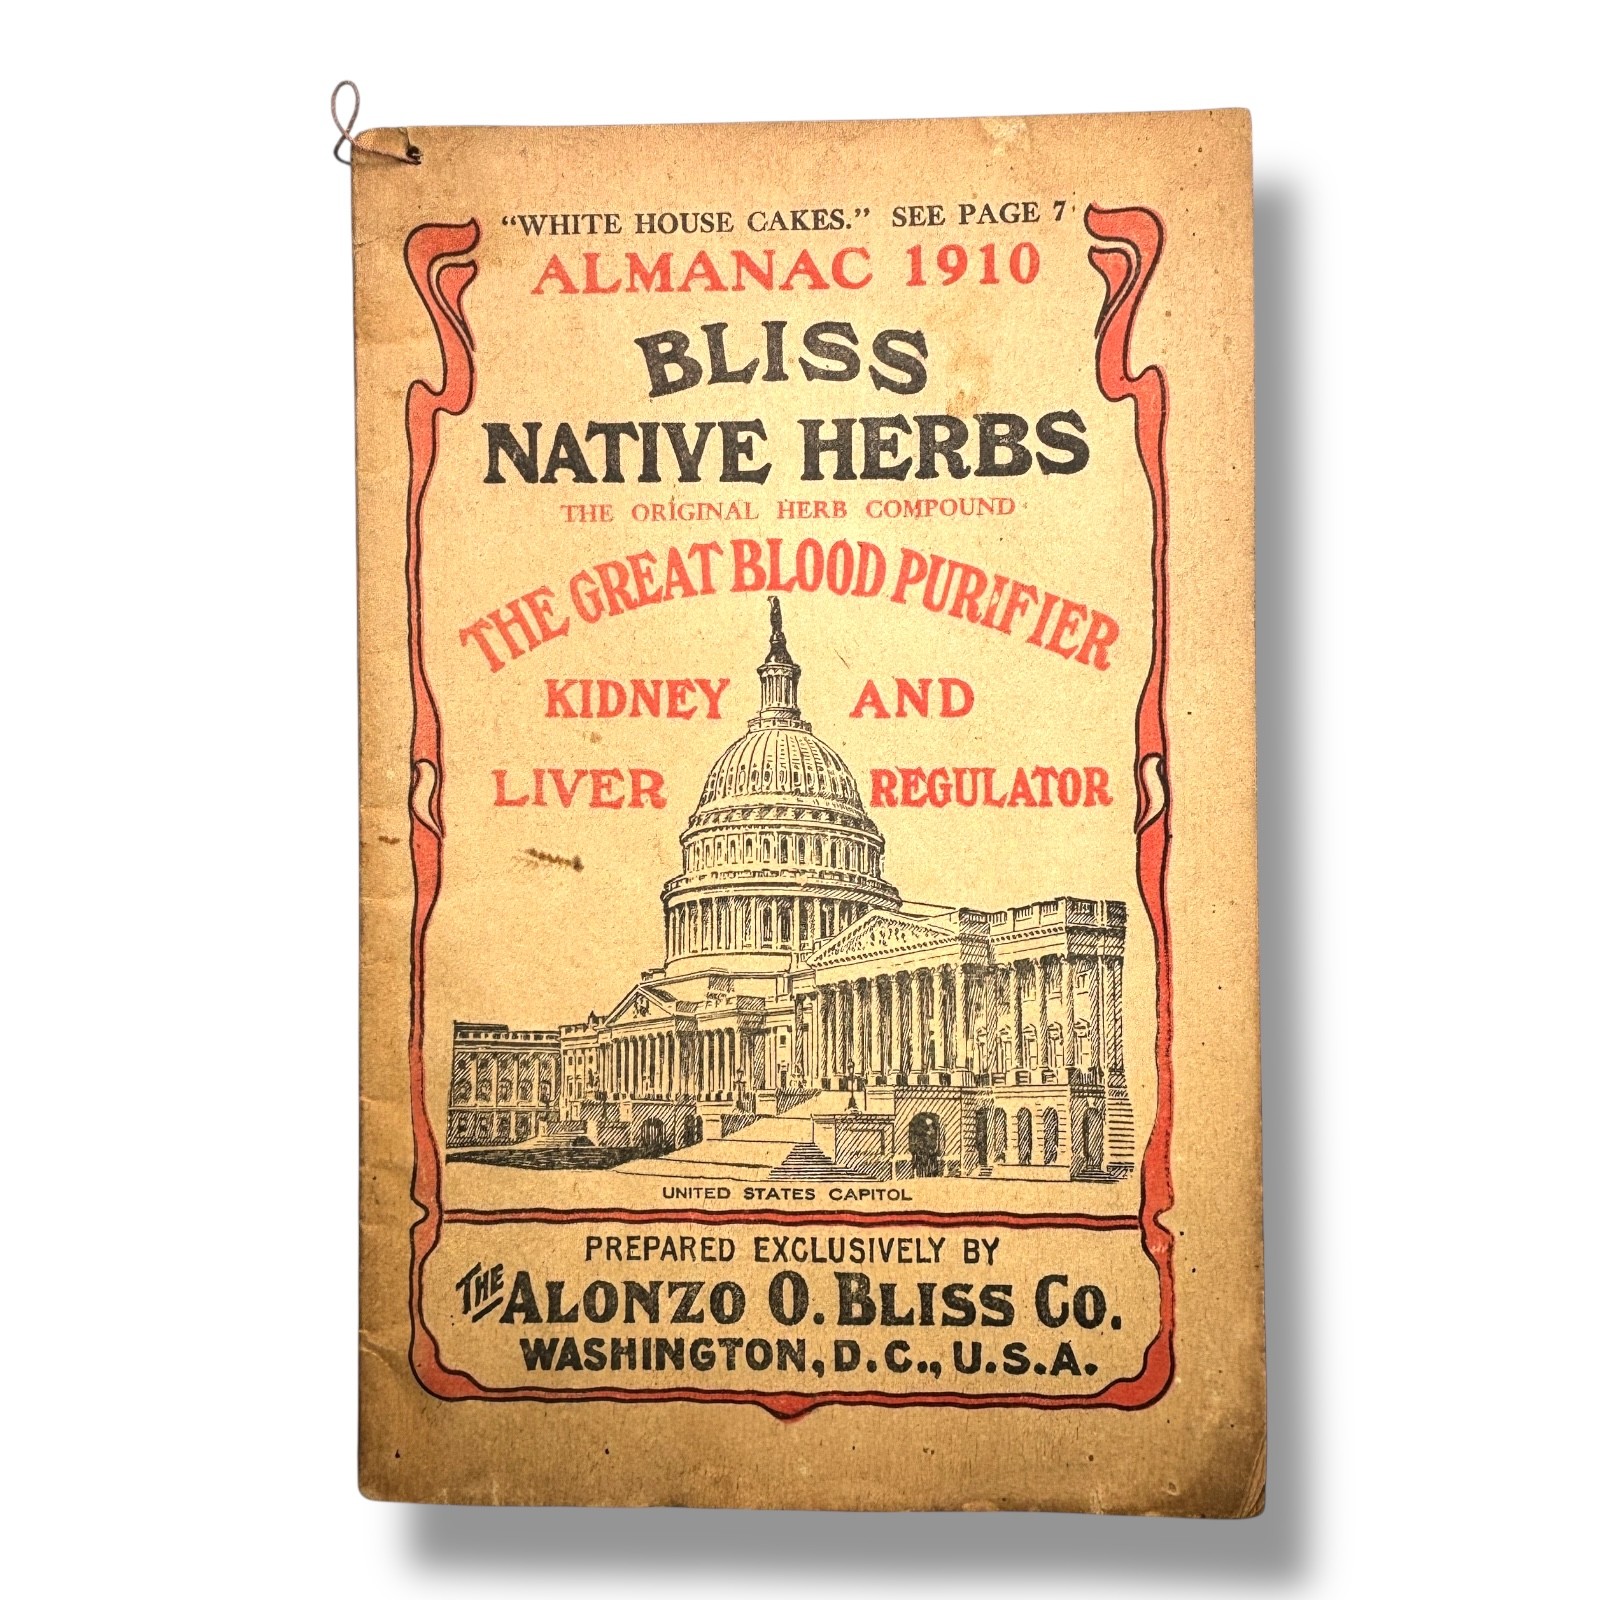 "WHITE HOUSE CAKES." SEE PAGE 7
ALMANAC 1910
BLISS
NATIVE HERBS
THE ORIGINAL HERB COMPOUND
THE GREAT BLOOD PURIFIER
KIDNEY AND
LIVER REGULATOR
UNITED STATES CAPITOL
PREPARED EXCLUSIVELY BY
THE ALONZO O. BLISS CO.
WASHINGTON, D.C., U.S.A.